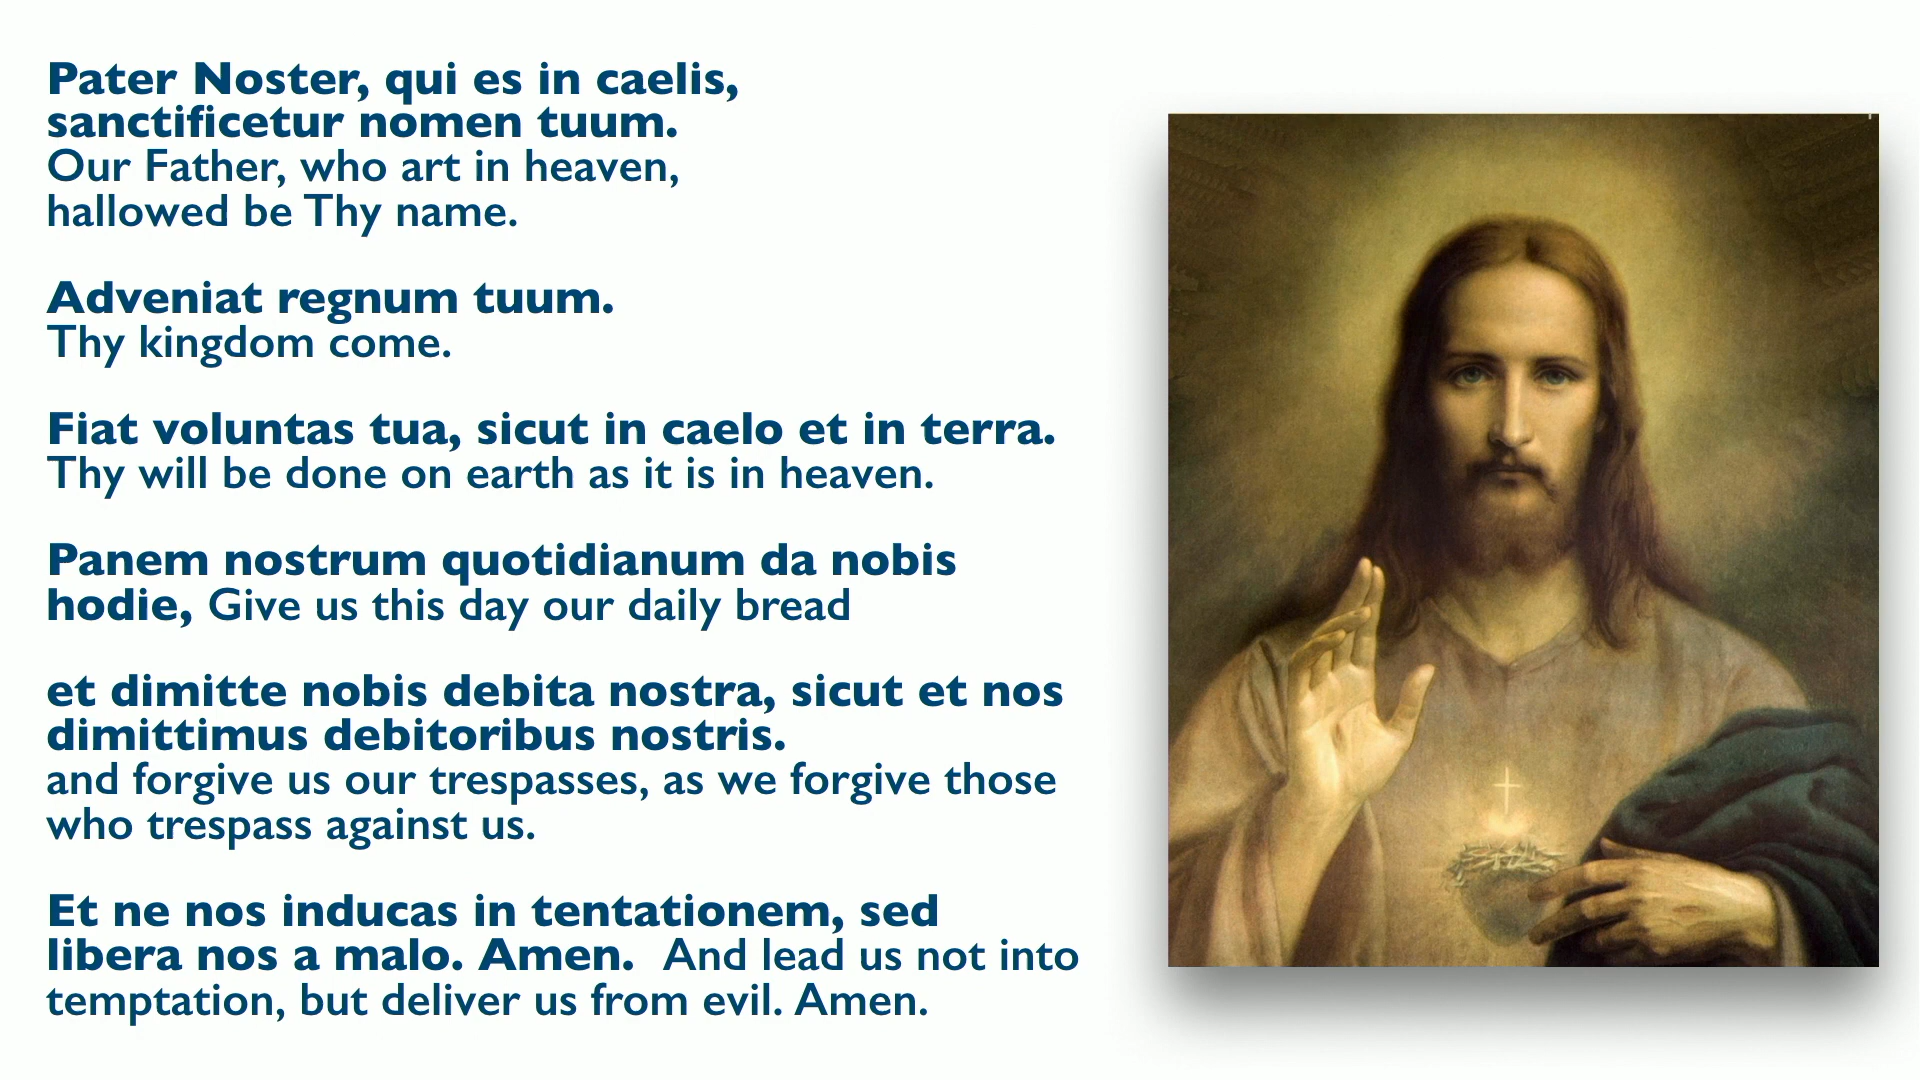 Pater Noster, qui es in caelis,
sanctificetur nomen tuum.
Our Father, who art in heaven,
hallowed be Thy name.
Adveniat regnum tuum.
Thy kingdom come.
Fiat voluntas tua, sicut in caelo et in terra.
Thy will be done on earth as it is in heaven.
Panem nostrum quotidianum da nobis
hodie, Give us this day our daily bread
et dimitte nobis debita nostra, sicut et nos
dimittimus debitoribus nostris.
and forgive us our trespasses, as we forgive those
who trespass against us.
Et ne nos inducas in tentationem, sed
libera nos a malo. Amen. And lead us not into
temptation, but deliver us from evil. Amen.